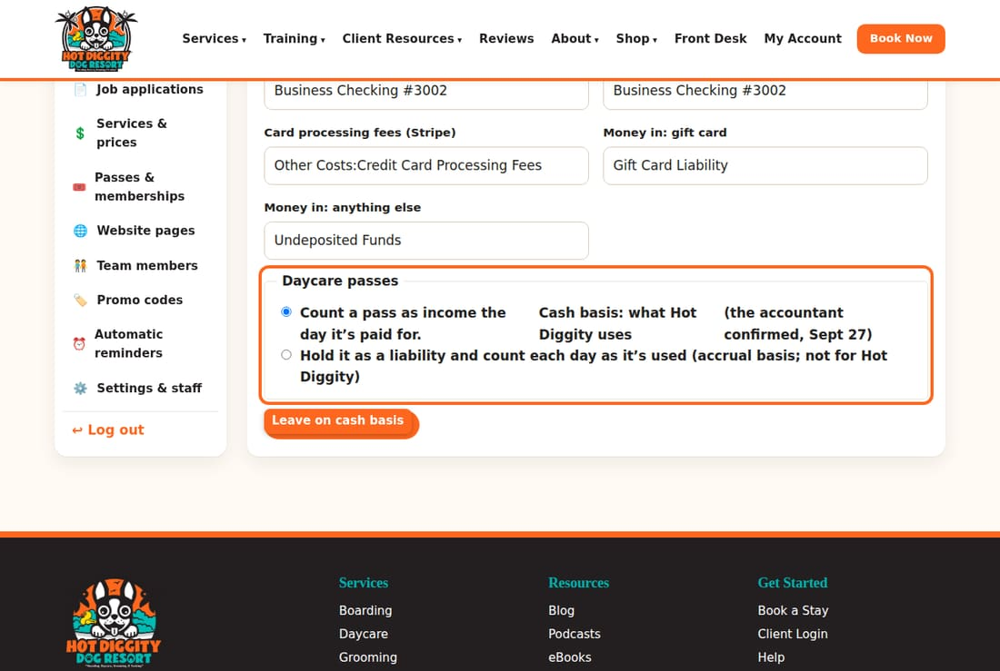 Services ▾ Training ▾ Client Resources ▾ Reviews About ▾ Shop ▾ Front Desk My Account Book Now
HOT DIGGITY
DOG RESORT
Job applications
Services &
prices
Passes &
memberships
Website pages
Team members
Promo codes
Automatic
reminders
Settings & staff
↩ Log out
Business Checking #3002
Business Checking #3002
Card processing fees (Stripe)
Money in: gift card
Other Costs:Credit Card Processing Fees
Gift Card Liability
Money in: anything else
Undeposited Funds
Daycare passes
Count a pass as income the
day it’s paid for.
Cash basis: what Hot
Diggity uses
(the accountant
confirmed, Sept 27)
Hold it as a liability and count each day as it’s used (accrual basis; not for Hot
Diggity)
Leave on cash basis
HOT DIGGITY
DOG RESORT
Services
Boarding
Daycare
Grooming
Resources
Blog
Podcasts
eBooks
Get Started
Book a Stay
Client Login
Help